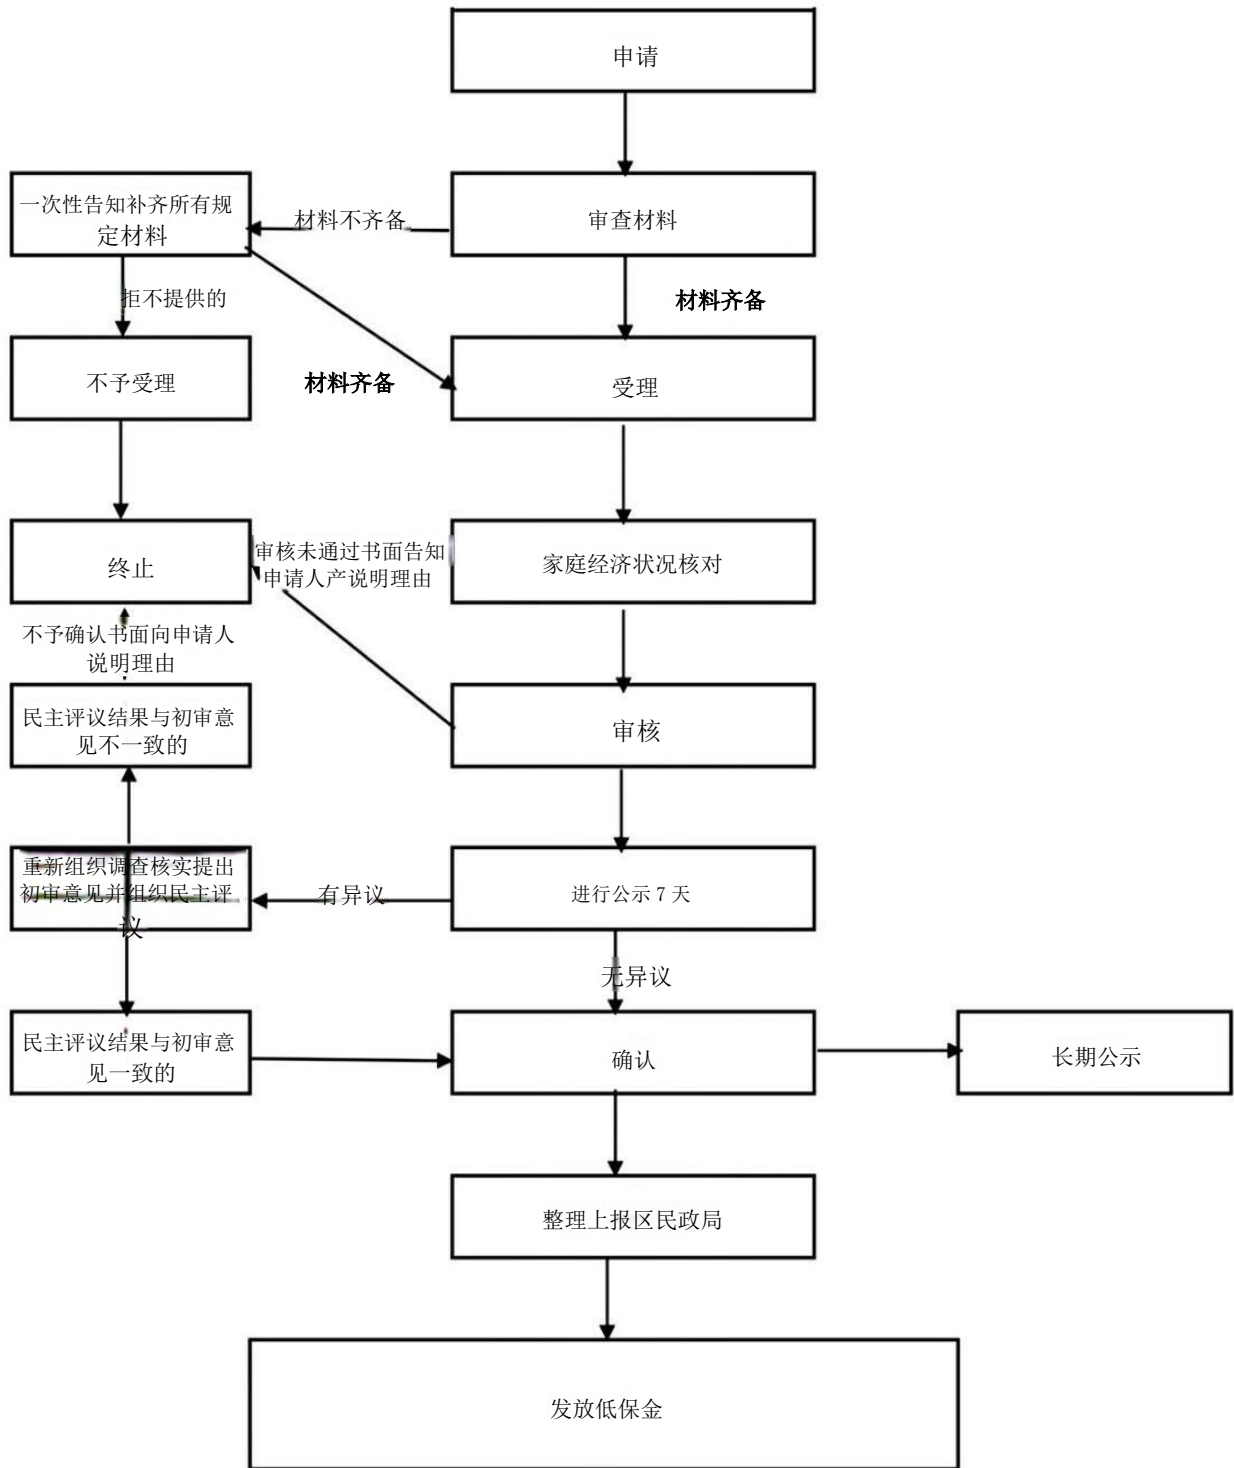 申请
一次性告知补齐所有规
定材料
材料不齐备
审查材料
拒不提供的
材料齐备
不予受理
材料齐备
受理
终止
审核未通过书面告知
申请人产说明理由
家庭经济状况核对
不予确认书面向申请人
说明理由
民主评议结果与初审意
见不一致的
审核
重新组织调查核实提出
初审意见并组织民主评
议
有异议
进行公示7天
无异议
民主评议结果与初审意
见一致的
确认
长期公示
整理上报区民政局
发放低保金